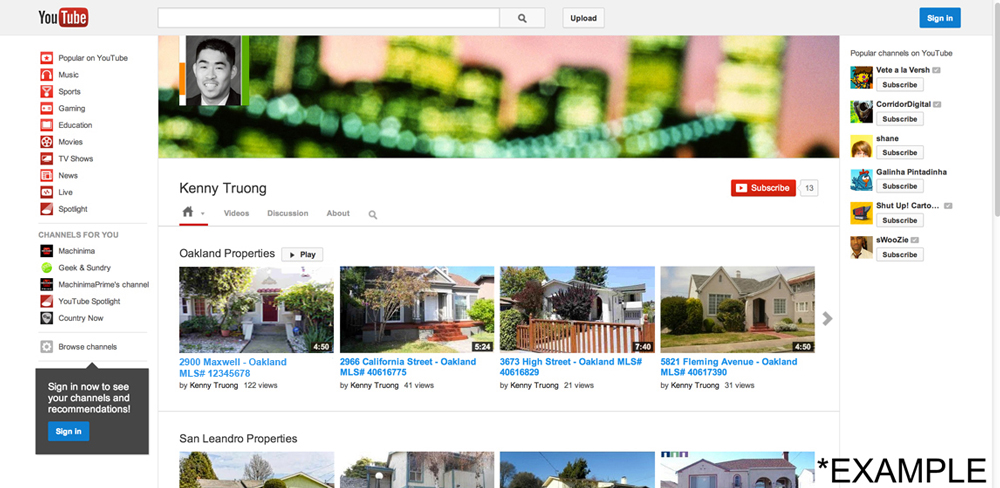 YouTube
Upload
Sign in
Popular on YouTube
Music
Sports
Gaming
Education
Movies
TV Shows
News
Live
Spotlight
CHANNELS FOR YOU
Machinima
Geek & Sundry
MachinimaPrime's channel
YouTube Spotlight
Country Now
Browse channels
Sign in now to see
your channels and
recommendations!
Sign in
Kenny Truong
Subscribe 13
Videos Discussion About
Oakland Properties Play
4:50
2900 Maxwell - Oakland
MLS# 12345678
by Kenny Truong 122 views
5:24
2966 California Street - Oakland
MLS# 40616775
by Kenny Truong 41 views
7:40
3673 High Street - Oakland MLS#
40616829
by Kenny Truong 21 views
4:50
5821 Fleming Avenue - Oakland
MLS# 40617390
by Kenny Truong 31 views
San Leandro Properties
Popular channels on YouTube
Vete a la Versh
Subscribe
CorridorDigital
Subscribe
shane
Subscribe
Galinha Pintadinha
Subscribe
Shut Up! Carto...
Subscribe
sWooZie
Subscribe
*EXAMPLE